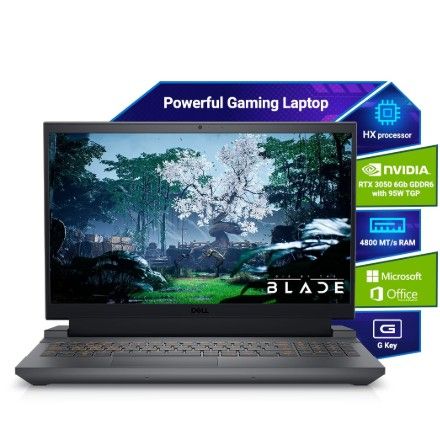 Powerful Gaming Laptop
HX processor
NVIDIA
RTX 3050 6Gb GDDR6
with 95W TGP
4800 MT/s RAM
Microsoft
Office
G
G Key
BLADE
DELL